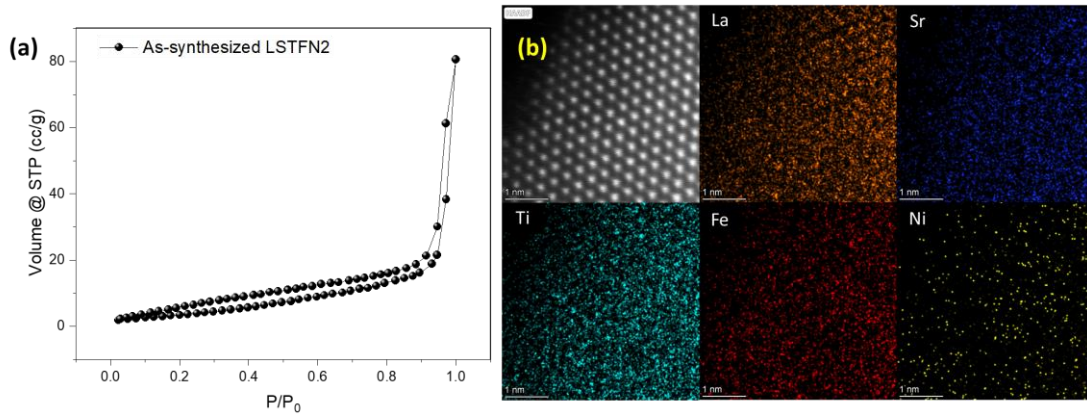 (a)
As-synthesized LSTFN2
Volume @ STP (cc/g)
80
60
40
20
0
0.0 0.2 0.4 0.6 0.8 1.0
P/P0
(b)
HAADF
La
Sr
1 nm
1 nm
1 nm
Ti
Fe
Ni
1 nm
1 nm
1 nm